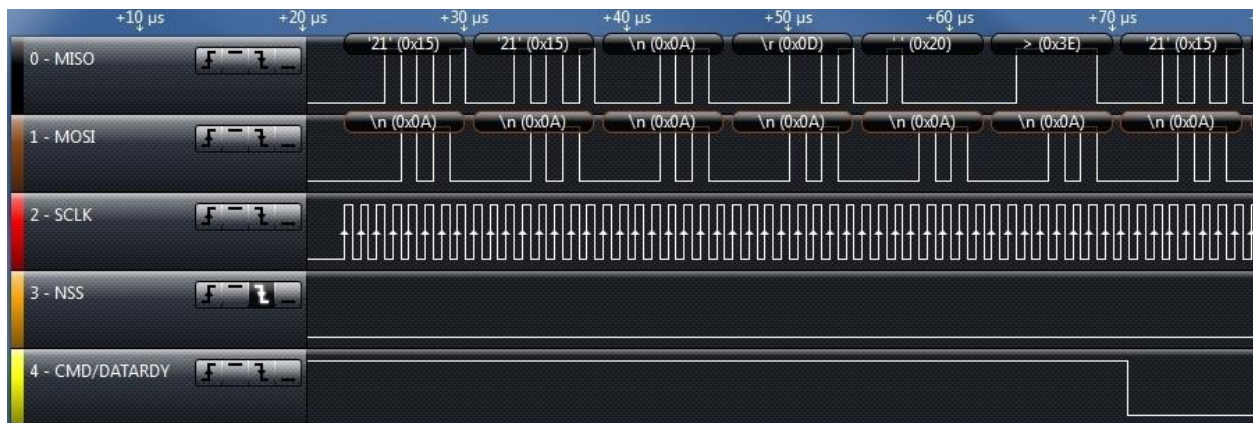 +10 µs +20 µs +30 µs +40 µs +50 µs +60 µs +70 µs
0 - MISO '21' (0x15) '21' (0x15) \n (0x0A) \r (0x0D) ' ' (0x20) > (0x3E) '21' (0x15)
1 - MOSI \n (0x0A) \n (0x0A) \n (0x0A) \n (0x0A) \n (0x0A) \n (0x0A) \n (0x0A)
2 - SCLK
3 - NSS
4 - CMD/DATARDY